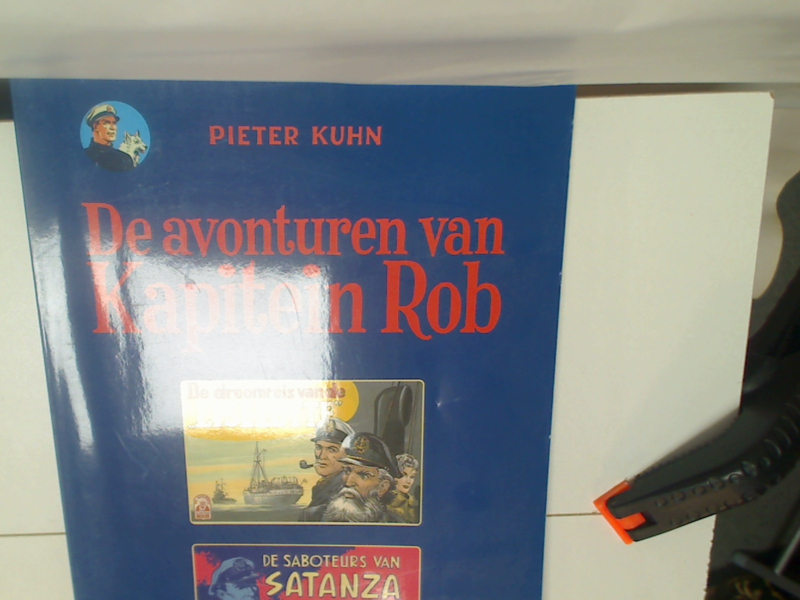 PIETER KUHN
De avonturen van
Kapitein Rob
De droomreis van de
DE SABOTEURS VAN
SATANZA